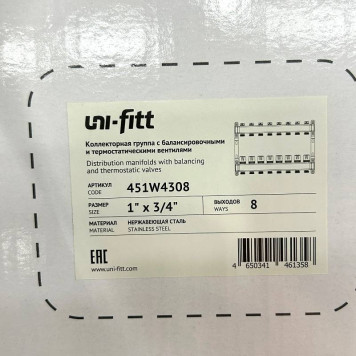 uni-fitt
Коллекторная группа с балансировочными
и термостатическими вентилями
Distribution manifolds with balancing
and thermostatic valves
АРТИКУЛ
CODE
451W4308
РАЗМЕР
SIZE
1" x 3/4"
ВЫХОДОВ
WAYS
8
МАТЕРИАЛ
MATERIAL
НЕРЖАВЕЮЩАЯ СТАЛЬ
STAINLESS STEEL
EAC
www.uni-fitt.com
4 650341 461358